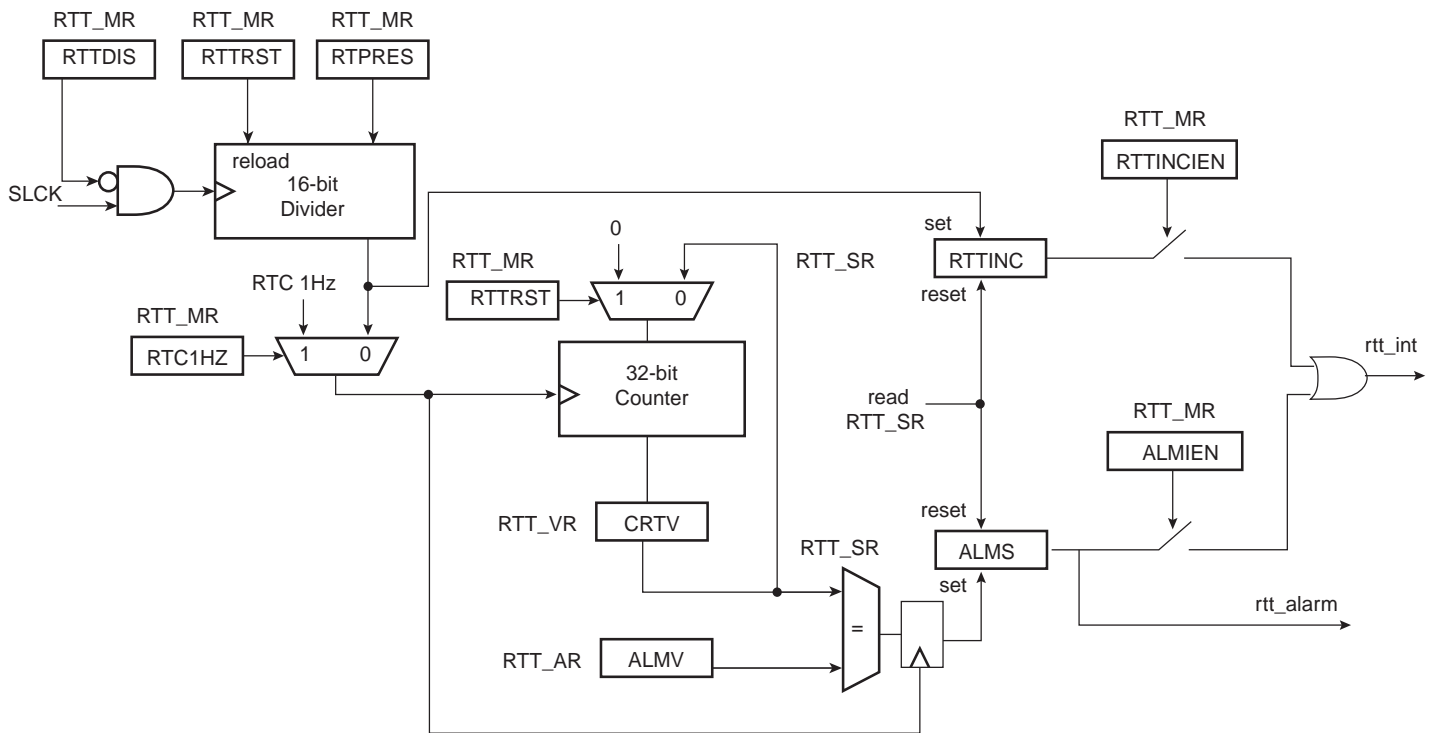 RTT_MR
RTT_MR
RTT_MR
RTTDIS
RTTRST
RTPRES
reload
16-bit
Divider
SLCK
RTT_MR
RTTINCIEN
set
RTTINC
reset
0
RTT_MR
RTT_SR
RTTRST
1
0
RTC 1Hz
RTT_MR
RTC1HZ
1
0
32-bit
Counter
rtt_int
read
RTT_SR
RTT_MR
ALMIEN
RTT_VR
CRTV
reset
RTT_SR
ALMS
set
=
rtt_alarm
RTT_AR
ALMV